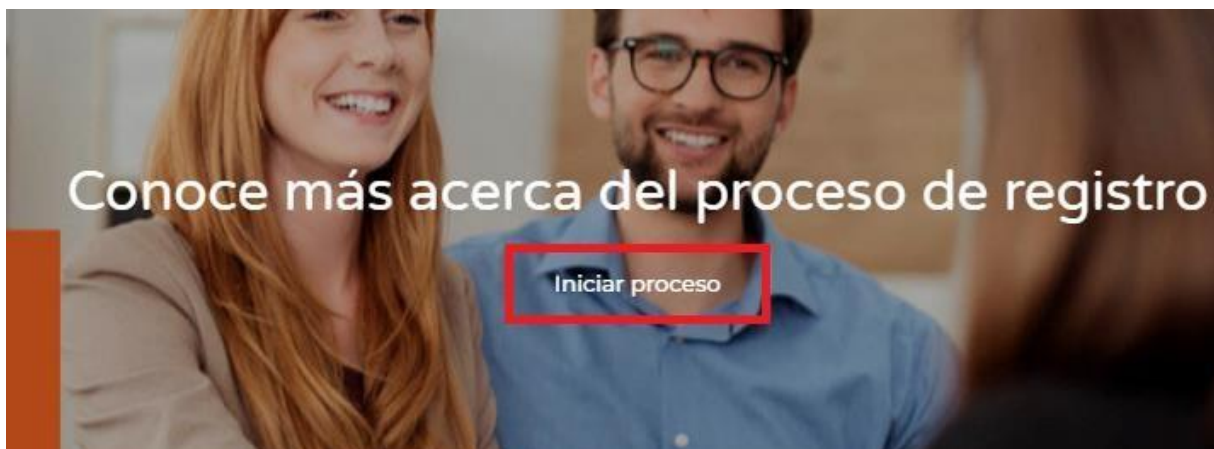 Conoce más acerca del proceso de registro
Iniciar proceso